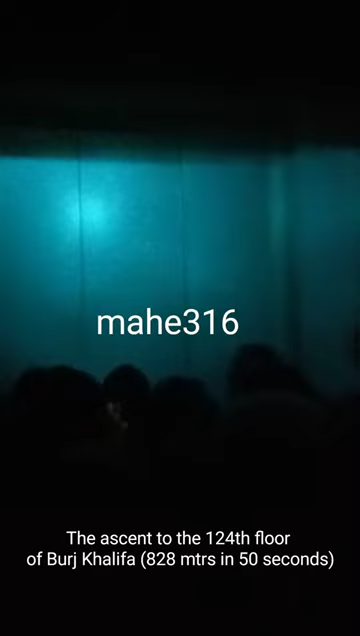 mahe316
The ascent to the 124th floor
of Burj Khalifa (828 mtrs in 50 seconds)